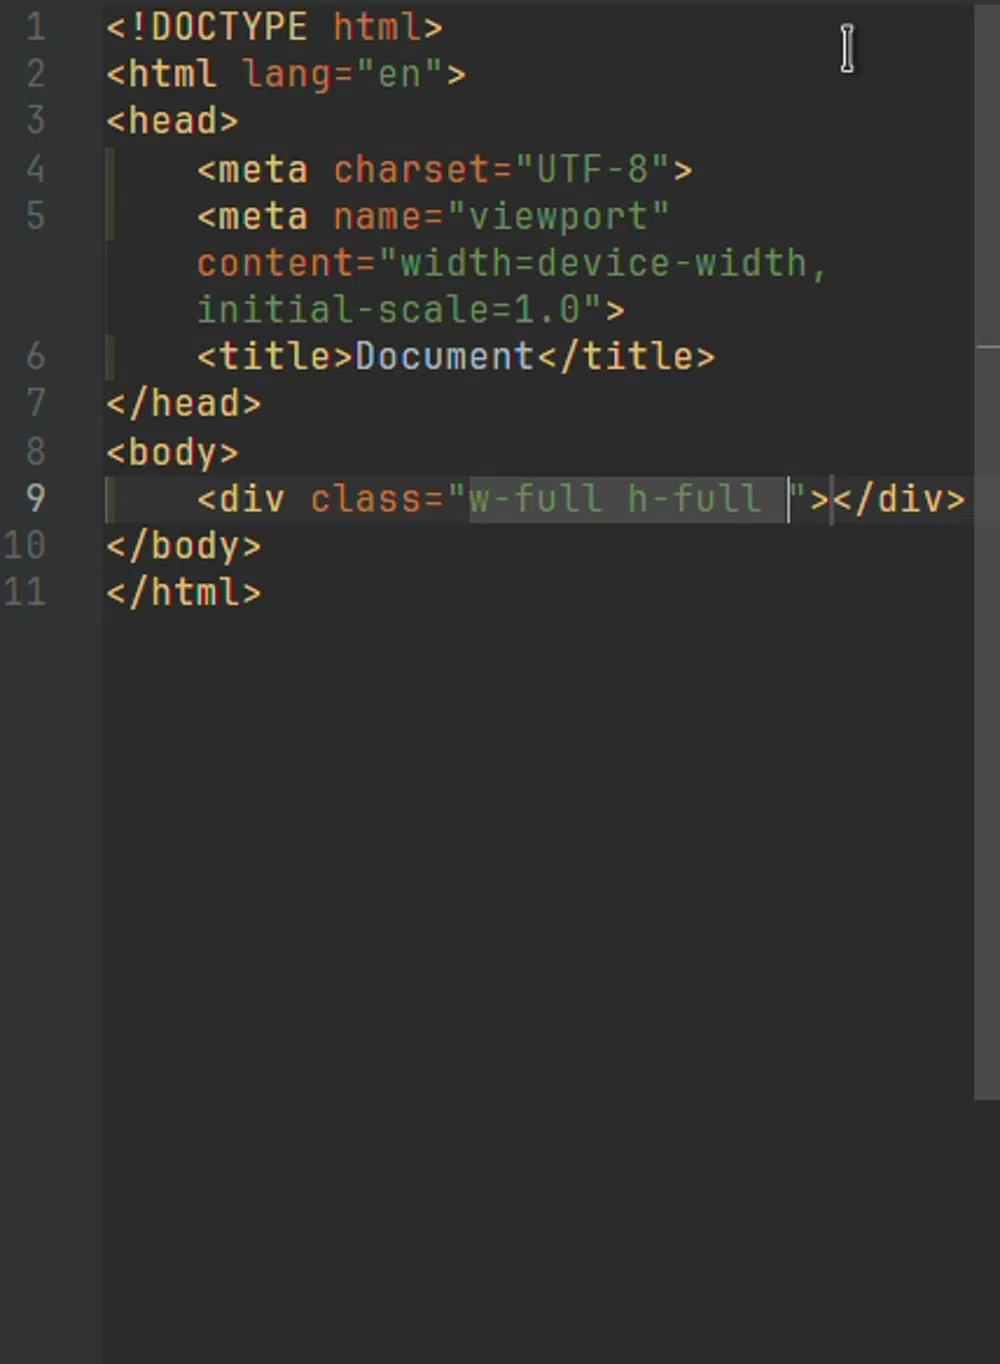 1 <!DOCTYPE html>
2 <html lang="en">
3 <head>
4     <meta charset="UTF-8">
5     <meta name="viewport"
    content="width=device-width,
    initial-scale=1.0">
6     <title>Document</title>
7 </head>
8 <body>
9     <div class="w-full h-full "></div>
10 </body>
11 </html>